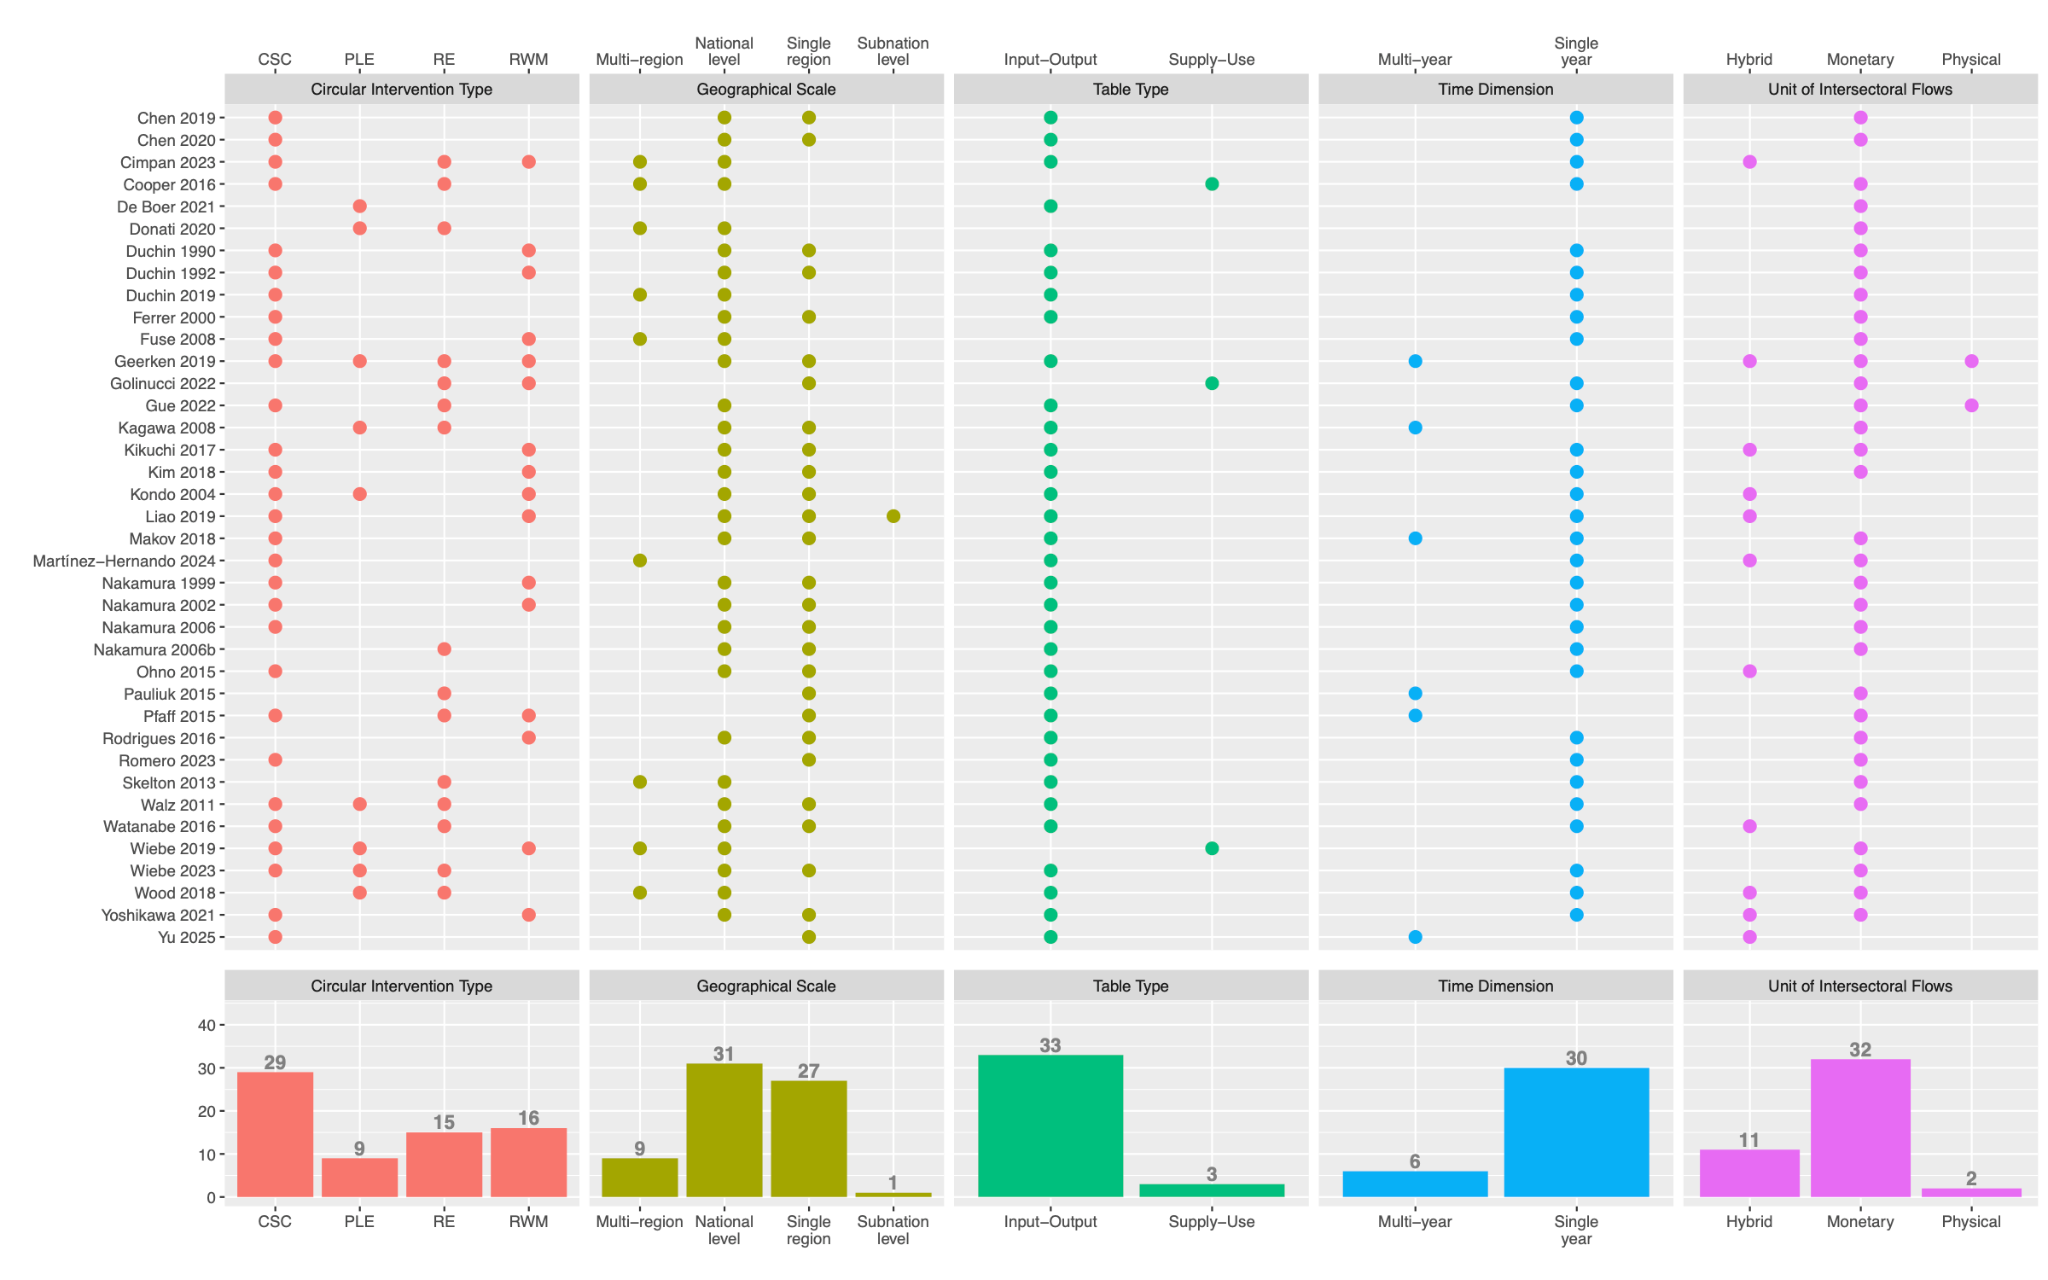 CSC PLE RE RWM Multi−region National level Single region Subnation level Input−Output Supply−Use Multi−year Single year Hybrid Monetary Physical
Circular Intervention Type Geographical Scale Table Type Time Dimension Unit of Intersectoral Flows
Chen 2019
Chen 2020
Cimpan 2023
Cooper 2016
De Boer 2021
Donati 2020
Duchin 1990
Duchin 1992
Duchin 2019
Ferrer 2000
Fuse 2008
Geerken 2019
Golinucci 2022
Gue 2022
Kagawa 2008
Kikuchi 2017
Kim 2018
Kondo 2004
Liao 2019
Makov 2018
Martínez−Hernando 2024
Nakamura 1999
Nakamura 2002
Nakamura 2006
Nakamura 2006b
Ohno 2015
Pauliuk 2015
Pfaff 2015
Rodrigues 2016
Romero 2023
Skelton 2013
Walz 2011
Watanabe 2016
Wiebe 2019
Wiebe 2023
Wood 2018
Yoshikawa 2021
Yu 2025
Circular Intervention Type Geographical Scale Table Type Time Dimension Unit of Intersectoral Flows
40
30
20
10
0
29 9 15 16 9 31 27 1 33 3 6 30 11 32 2
CSC PLE RE RWM Multi−region National level Single region Subnation level Input−Output Supply−Use Multi−year Single year Hybrid Monetary Physical